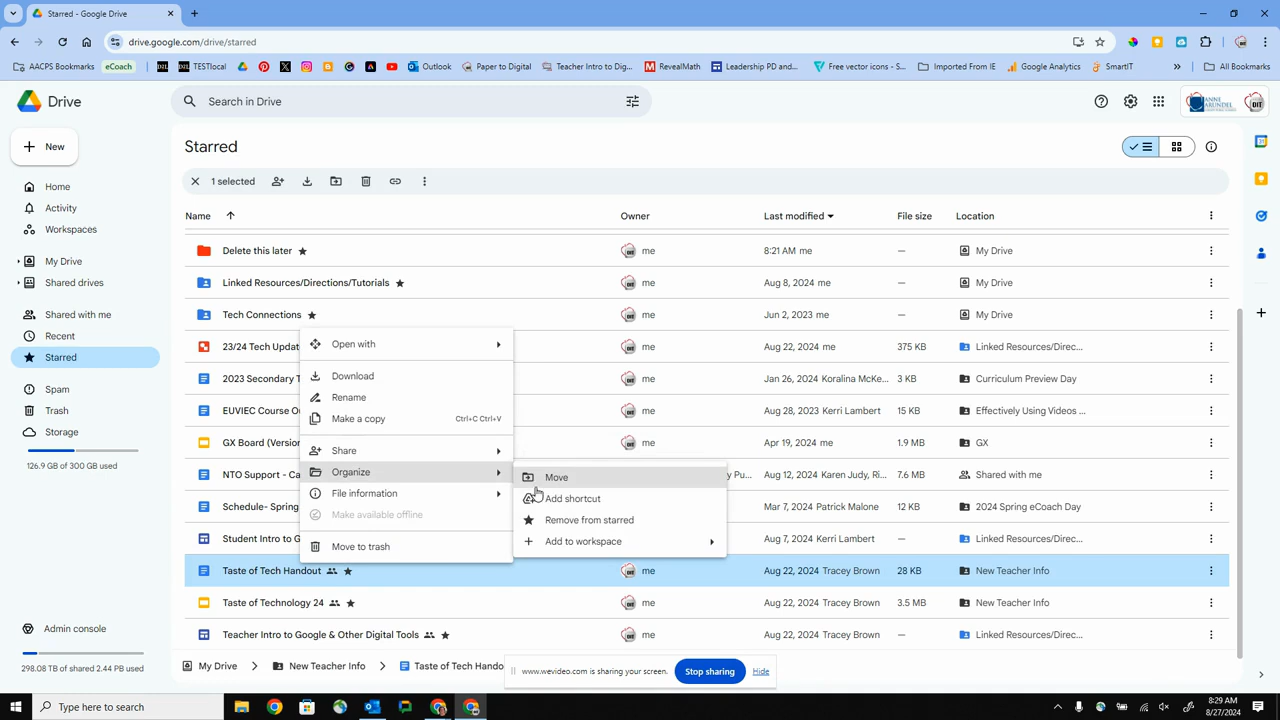 Starred - Google Drive
drive.google.com/drive/starred
AACPS Bookmarks
eCoach
TEST
local
Outlook
Paper to Digital
Teacher Intro to Dig...
RevealMath
Leadership PD and...
Free vector icons - S...
Imported From IE
Google Analytics
SmartIT
»
All Bookmarks
Drive
Search in Drive
ANNE ARUNDEL
DIT
New
Home
Activity
Workspaces
My Drive
Shared drives
Shared with me
Recent
Starred
Spam
Trash
Storage
126.9 GB of 300 GB used
Admin console
298.08 TB of shared 2.44 PB used
Starred
1 selected
Name Owner Last modified File size Location
Delete this later me 8:21 AM me — My Drive
Linked Resources/Directions/Tutorials me Aug 8, 2024 me — My Drive
Tech Connections me Jun 2, 2023 me — My Drive
23/24 Tech Updat me Aug 22, 2024 me 375 KB Linked Resources/Direc...
2023 Secondary T me Jan 26, 2024 Koralina McKe... 3 KB Curriculum Preview Day
EUVIEC Course Ou me Aug 28, 2023 Kerri Lambert 15 KB Effectively Using Videos ...
GX Board (Version me Apr 19, 2024 me 1.9 MB GX
NTO Support - Ca y Pu... Aug 12, 2024 Karen Judy, Ri... 7.6 MB Shared with me
Schedule- Spring Mar 7, 2024 Patrick Malone 12 KB 2024 Spring eCoach Day
Student Intro to G Aug 7, 2024 Kerri Lambert — Linked Resources/Direc...
Taste of Tech Handout me Aug 22, 2024 Tracey Brown 28 KB New Teacher Info
Taste of Technology 24 me Aug 22, 2024 Tracey Brown 3.5 MB New Teacher Info
Teacher Intro to Google & Other Digital Tools me Aug 22, 2024 Tracey Brown — Linked Resources/Direc...
Open with
Download
Rename
Make a copy Ctrl+C Ctrl+V
Share
Organize
File information
Make available offline
Move to trash
Move
Add shortcut
Remove from starred
Add to workspace
My Drive > New Teacher Info > Taste of Tech Hando
www.wevideo.com is sharing your screen. Stop sharing Hide
Type here to search
8:29 AM
8/27/2024